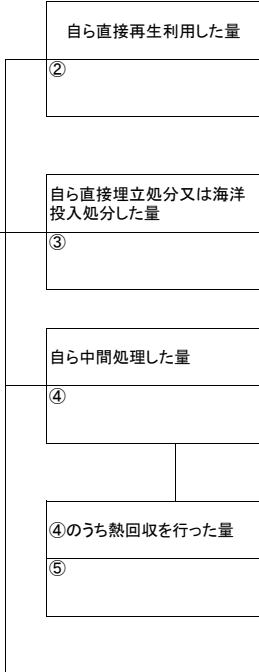 自ら直接再生利用した量
②
自ら直接埋立処分又は海洋
投入処分した量
③
自ら中間処理した量
④
④のうち熱回収を行った量
⑤